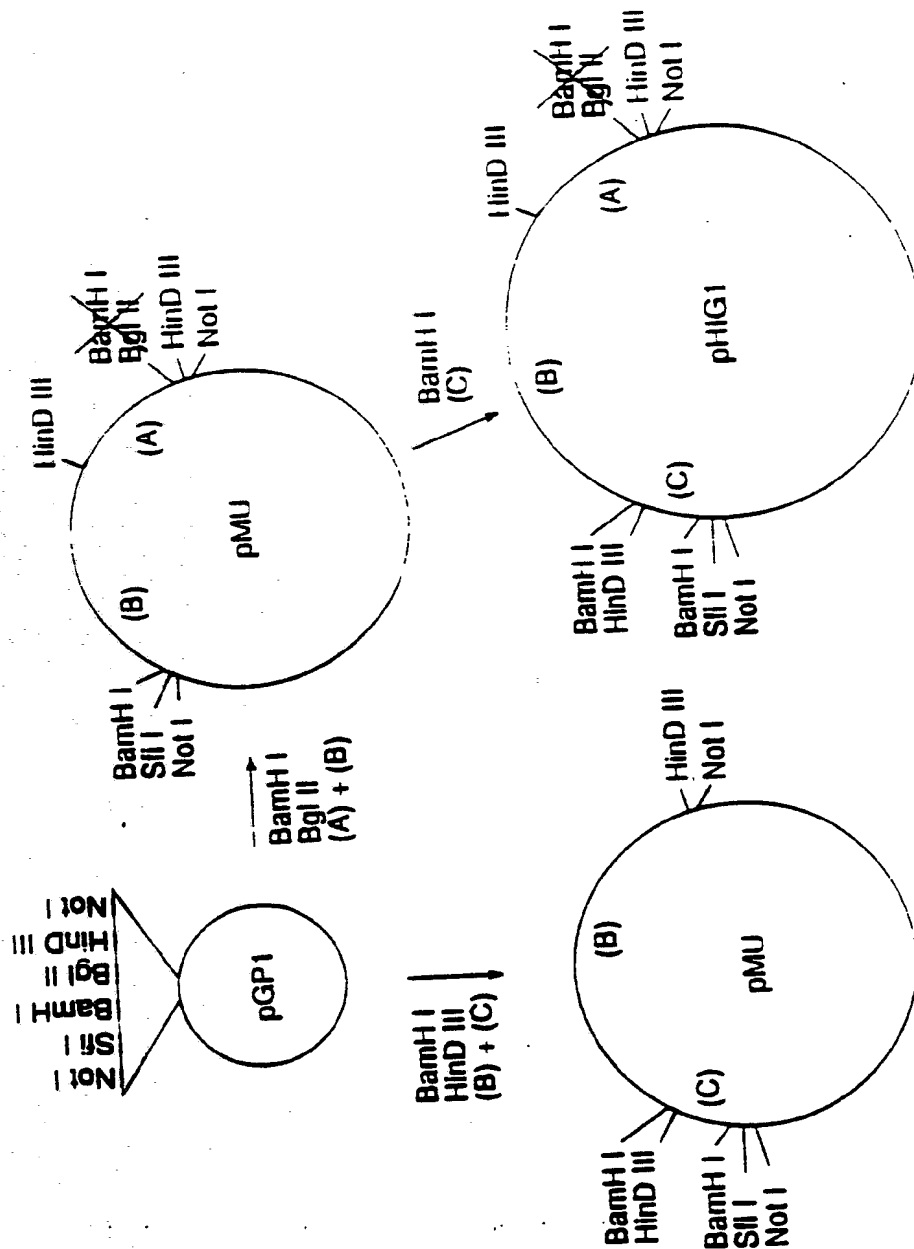 Not I
Sfi I
BamH I
Bgl II
HinD III
Not I
pGP1
BamH I
Bgl II
(A) + (B)
BamH I
Sfi I
Not I
(B)
HinD III
(A)
BamH I
Bgl II
HinD III
Not I
pMU
BamH I
HinD III
(B) + (C)
BamH I
(C)
BamH I
HinD III
(C)
BamH I
Sfi I
Not I
(B)
HinD III
Not I
pMU
BamH I
HinD III
(C)
BamH I
Sfi I
Not I
(B)
HinD III
(A)
BamH I
Bgl II
HinD III
Not I
pHIG1